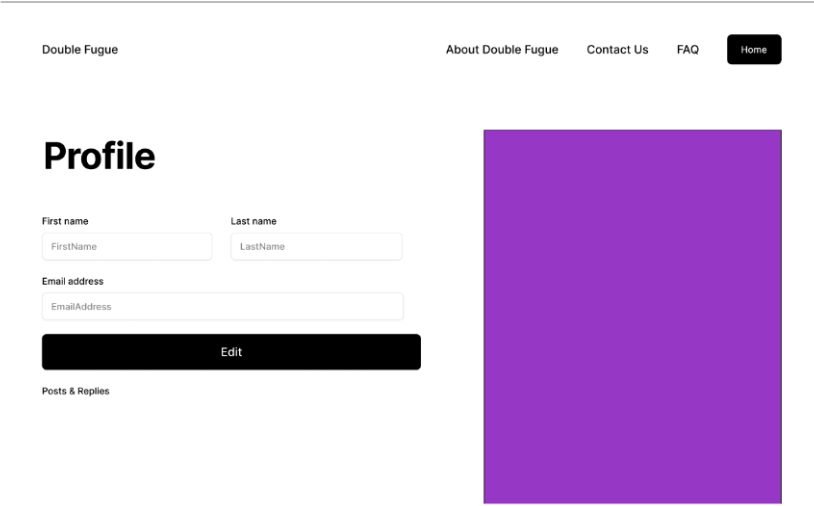 Double Fugue About Double Fugue Contact Us FAQ Home
Profile
First name Last name
FirstName LastName
Email address
EmailAddress
Edit
Posts & Replies